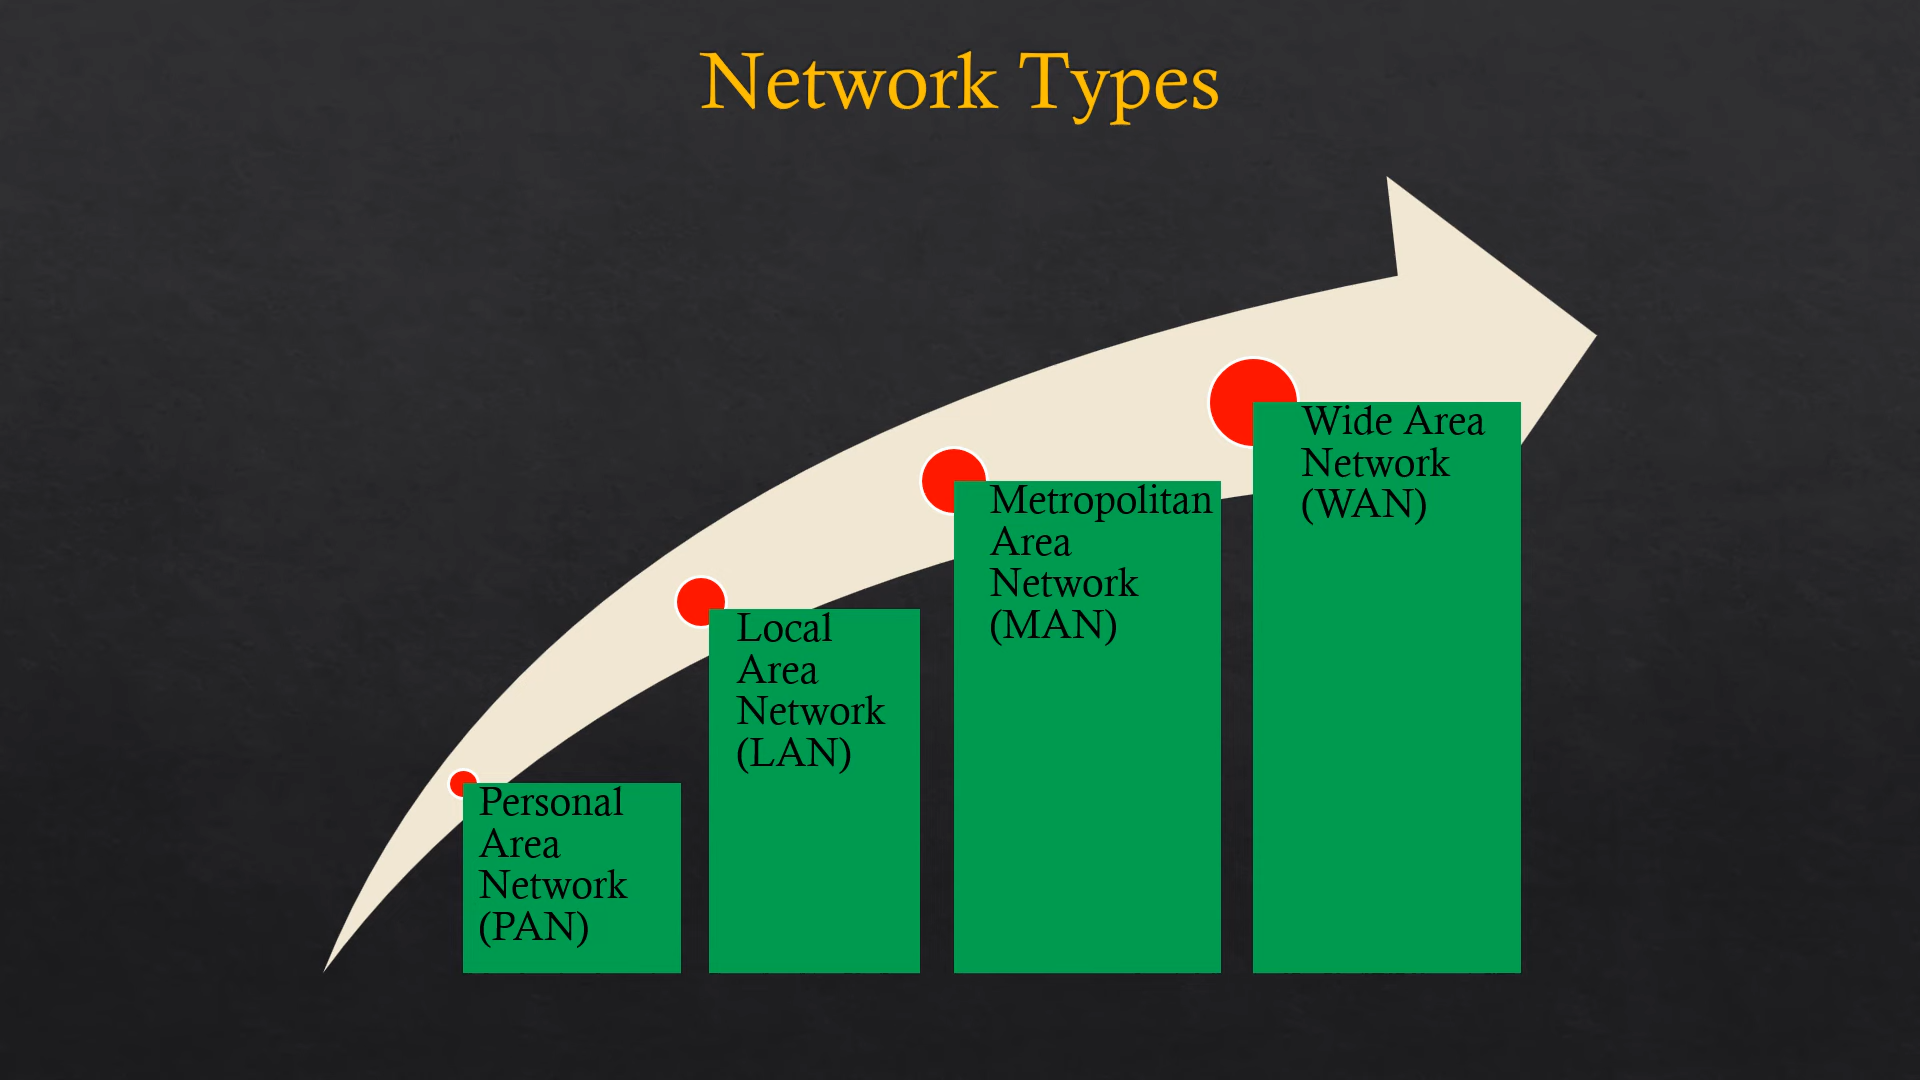 Network Types
Personal
Area
Network
(PAN)
Local
Area
Network
(LAN)
Metropolitan
Area
Network
(MAN)
Wide Area
Network
(WAN)